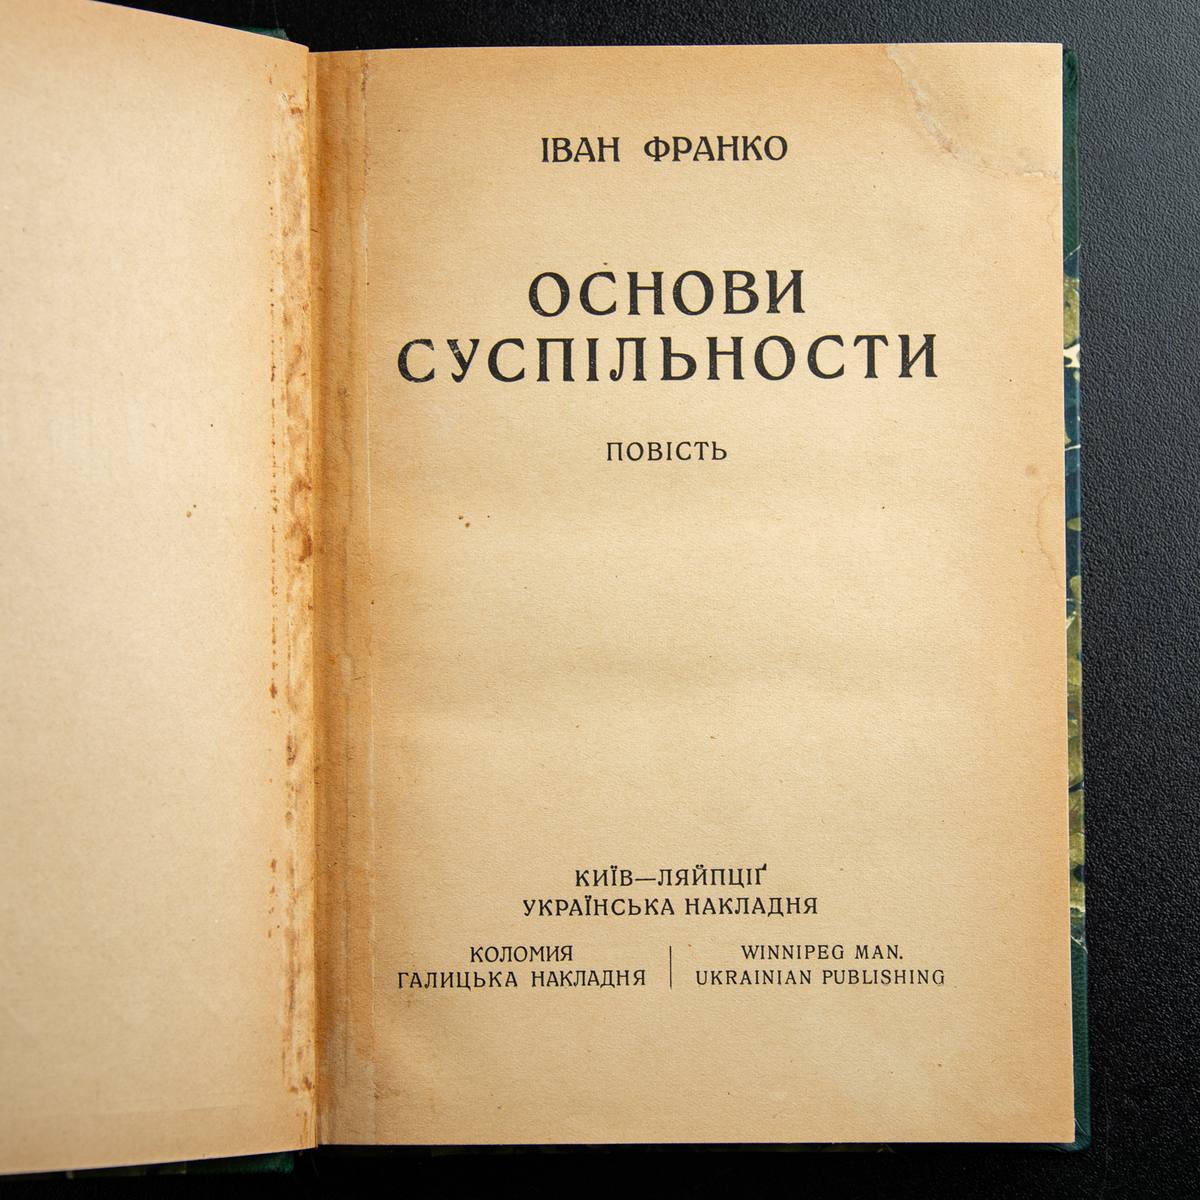 ІВАН ФРАНКО
ОСНОВИ
СУСПІЛЬНОСТИ
ПОВІСТЬ
КИЇВ—ЛЯЙПЦІҐ
УКРАЇНСЬКА НАКЛАДНЯ
КОЛОМИЯ
ГАЛИЦЬКА НАКЛАДНЯ
WINNIPEG MAN.
UKRAINIAN PUBLISHING